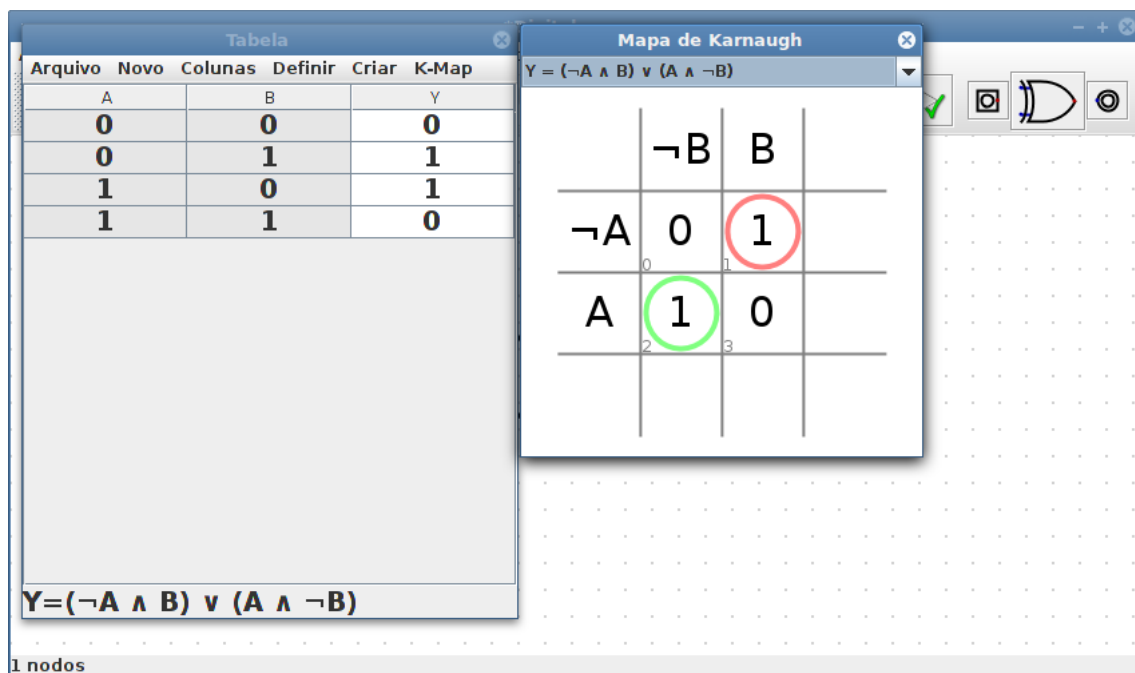 Tabela
Arquivo Novo Colunas Definir Criar K-Map
A B Y
0 0 0
0 1 1
1 0 1
1 1 0
Y=(¬A ∧ B) ∨ (A ∧ ¬B)
Mapa de Karnaugh
Y = (¬A ∧ B) ∨ (A ∧ ¬B)
¬B B
¬A 0 1
0 1
A 1 0
2 3
1 nodos